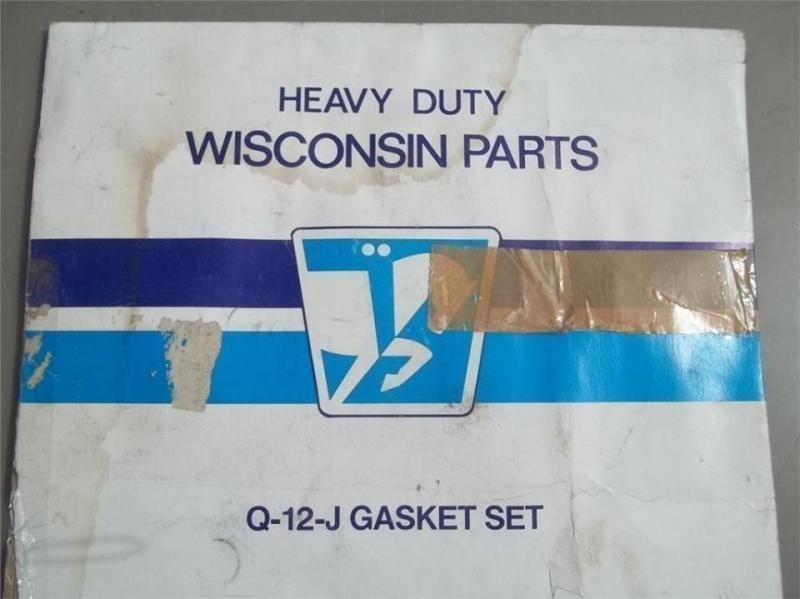 HEAVY DUTY
WISCONSIN PARTS
Q-12-J GASKET SET